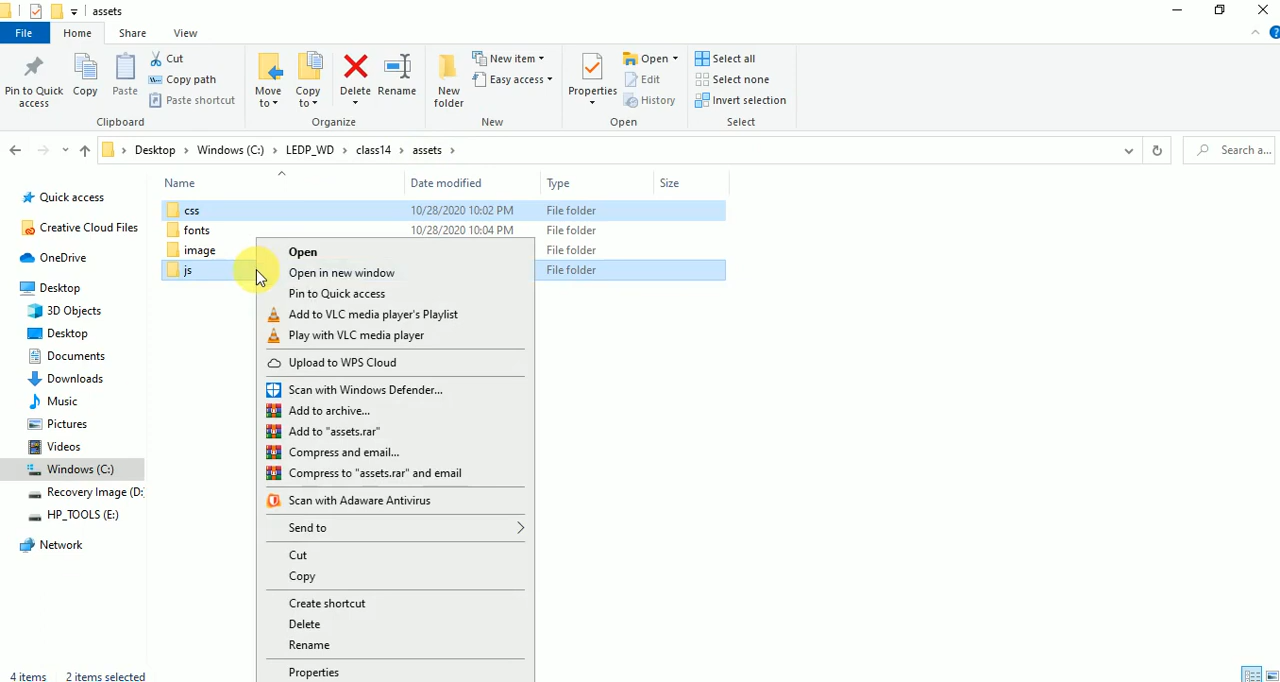 assets
File Home Share View
Pin to Quick access
Copy
Paste
Cut
Copy path
Paste shortcut
Clipboard
Move to
Copy to
Delete
Rename
Organize
New folder
New item
Easy access
New
Properties
Open
Edit
History
Open
Select all
Select none
Invert selection
Select
Desktop > Windows (C:) > LEDP_WD > class14 > assets >
Search a...
Quick access
Creative Cloud Files
OneDrive
Desktop
3D Objects
Desktop
Documents
Downloads
Music
Pictures
Videos
Windows (C:)
Recovery Image (D:
HP_TOOLS (E:)
Network
Name Date modified Type Size
css 10/28/2020 10:02 PM File folder
fonts 10/28/2020 10:04 PM File folder
image File folder
js File folder
Open
Open in new window
Pin to Quick access
Add to VLC media player's Playlist
Play with VLC media player
Upload to WPS Cloud
Scan with Windows Defender...
Add to archive...
Add to "assets.rar"
Compress and email...
Compress to "assets.rar" and email
Scan with Adaware Antivirus
Send to
Cut
Copy
Create shortcut
Delete
Rename
Properties
4 items 2 items selected